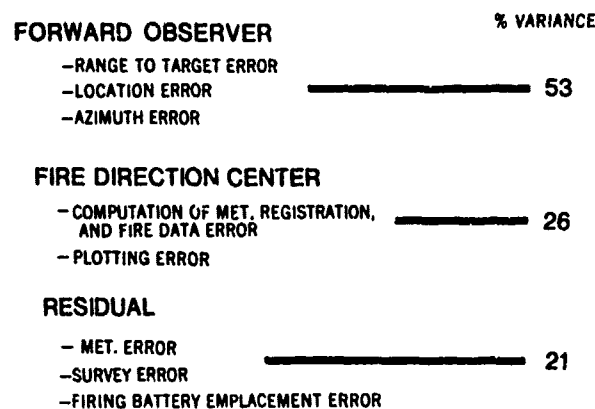 % VARIANCE
FORWARD OBSERVER
–RANGE TO TARGET ERROR
–LOCATION ERROR 53
–AZIMUTH ERROR
FIRE DIRECTION CENTER
– COMPUTATION OF MET, REGISTRATION,
AND FIRE DATA ERROR 26
– PLOTTING ERROR
RESIDUAL
– MET. ERROR
–SURVEY ERROR 21
–FIRING BATTERY EMPLACEMENT ERROR